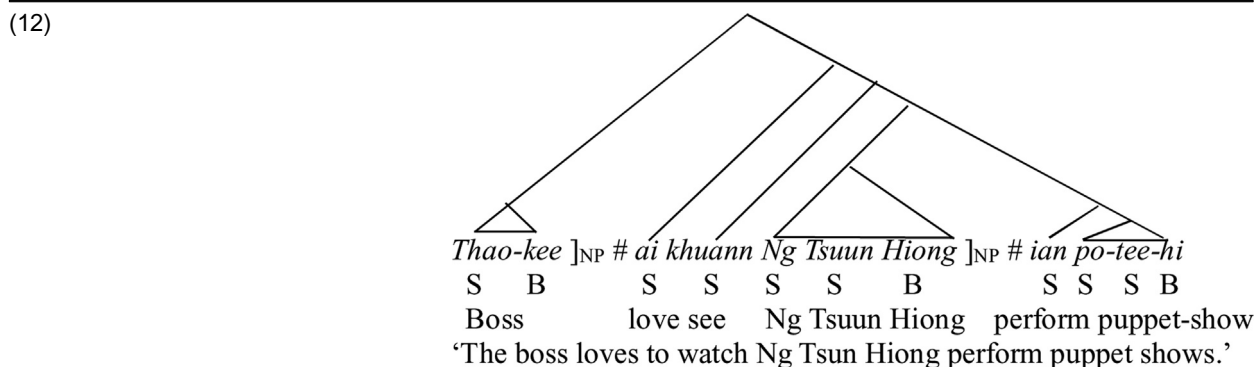 (12)
Thao-kee ]NP # ai khuann Ng Tsuun Hiong ]NP # ian po-tee-hi
S B S S S S B S S S B
Boss love see Ng Tsuun Hiong perform puppet-show
‘The boss loves to watch Ng Tsun Hiong perform puppet shows.’